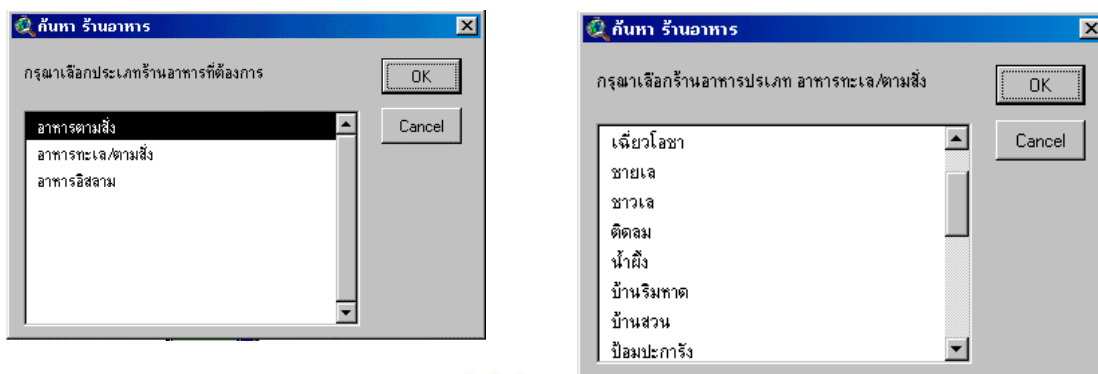 ค้นหา ร้านอาหาร
กรุณาเลือกประเภทร้านอาหารที่ต้องการ
OK
Cancel
อาหารตามสั่ง
อาหารทะเล/ตามสั่ง
อาหารอิสลาม
ค้นหา ร้านอาหาร
กรุณาเลือกร้านอาหารปรเภท อาหารทะเล/ตามสั่ง
OK
Cancel
เฉี่ยวโอชา
ชายเล
ชาวเล
ติดลม
น้ำผึ้ง
บ้านริมหาด
บ้านสวน
ป้อมปะการัง